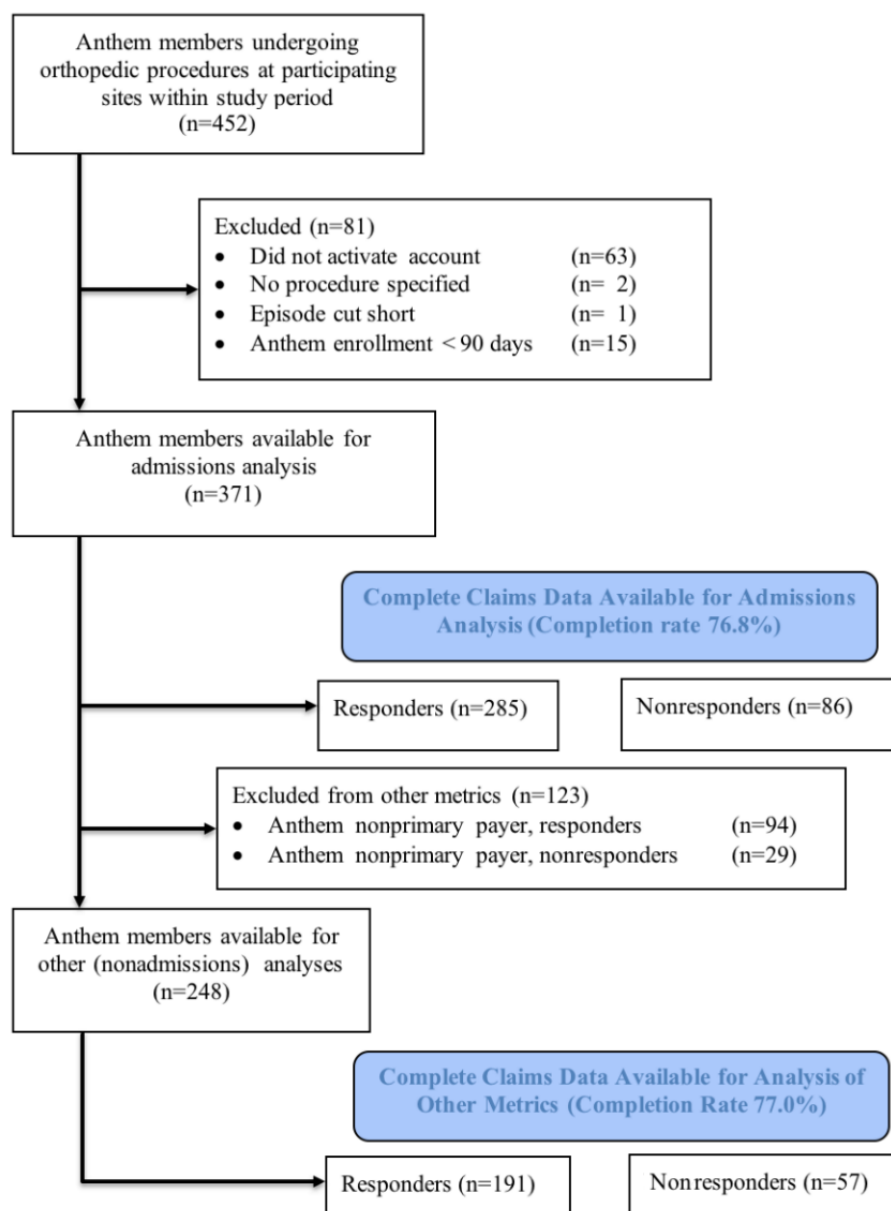 Anthem members undergoing
orthopedic procedures at participating
sites within study period
(n=452)
Excluded (n=81)
• Did not activate account (n=63)
• No procedure specified (n= 2)
• Episode cut short (n= 1)
• Anthem enrollment < 90 days (n=15)
Anthem members available for
admissions analysis
(n=371)
Complete Claims Data Available for Admissions
Analysis (Completion rate 76.8%)
Responders (n=285) Nonresponders (n=86)
Excluded from other metrics (n=123)
• Anthem nonprimary payer, responders (n=94)
• Anthem nonprimary payer, nonresponders (n=29)
Anthem members available for
other (nonadmissions) analyses
(n=248)
Complete Claims Data Available for Analysis of
Other Metrics (Completion Rate 77.0%)
Responders (n=191) Nonresponders (n=57)